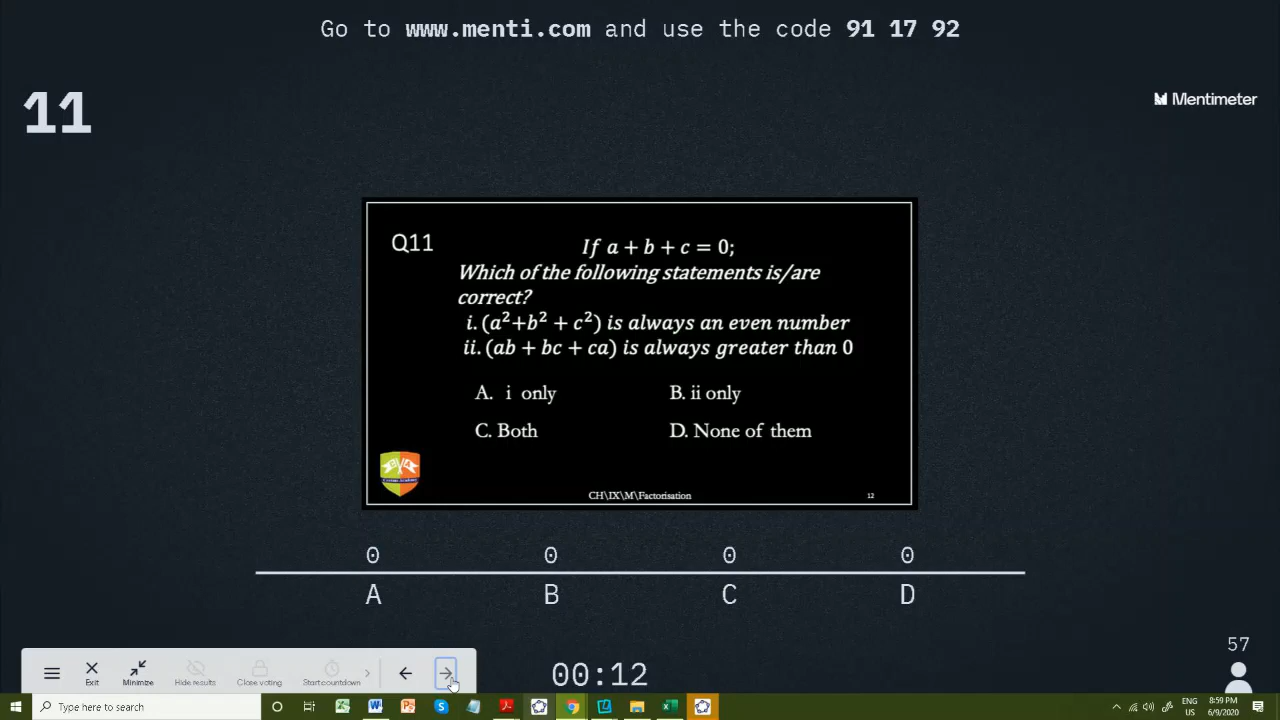 Go to www.menti.com and use the code 91 17 92
11
Mentimeter
Q11
If a + b + c = 0;
Which of the following statements is/are
correct?
i. (a²+b² + c²) is always an even number
ii. (ab + bc + ca) is always greater than 0
A. i only
B. ii only
C. Both
D. None of them
CH\IX\M\Factorisation
12
0 0 0 0
A B C D
57
Exit
Minimize
Hide results
Close voting
Start countdown
00:12
Type here to search
ENG
US
8:59 PM
6/9/2020